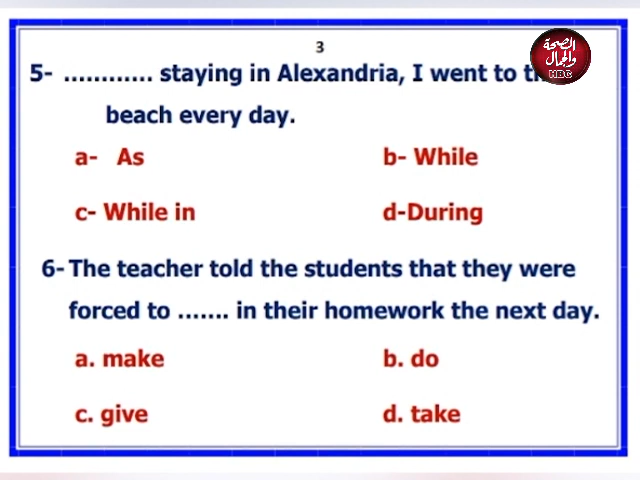 3
الصحة
والجمال
HBC
5- ............ staying in Alexandria, I went to
beach every day.
a- As
b- While
c- While in
d-During
6- The teacher told the students that they were
forced to ....... in their homework the next day.
a. make
b. do
c. give
d. take